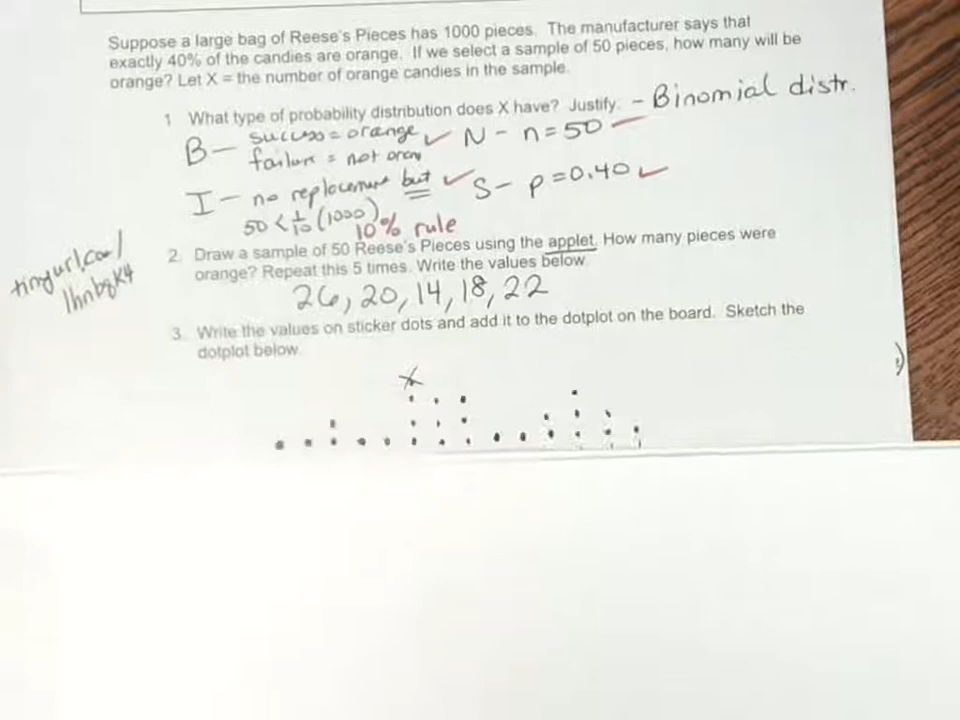 Suppose a large bag of Reese's Pieces has 1000 pieces. The manufacturer says that
exactly 40% of the candies are orange. If we select a sample of 50 pieces, how many will be
orange? Let X = the number of orange candies in the sample.
1 What type of probability distribution does X have? Justify. - Binomial distr.
B- success = orange ✓ N - n=50
failure = not orang
I - no replacement but ✓ S- p=0.40 ✓
50 < 1/10 (1000)
10% rule
2. Draw a sample of 50 Reese's Pieces using the applet. How many pieces were
orange? Repeat this 5 times. Write the values below
tinyurl.com/
26, 20, 14, 18, 22
3. Write the values on sticker dots and add it to the dotplot on the board. Sketch the
dotplot below.
X